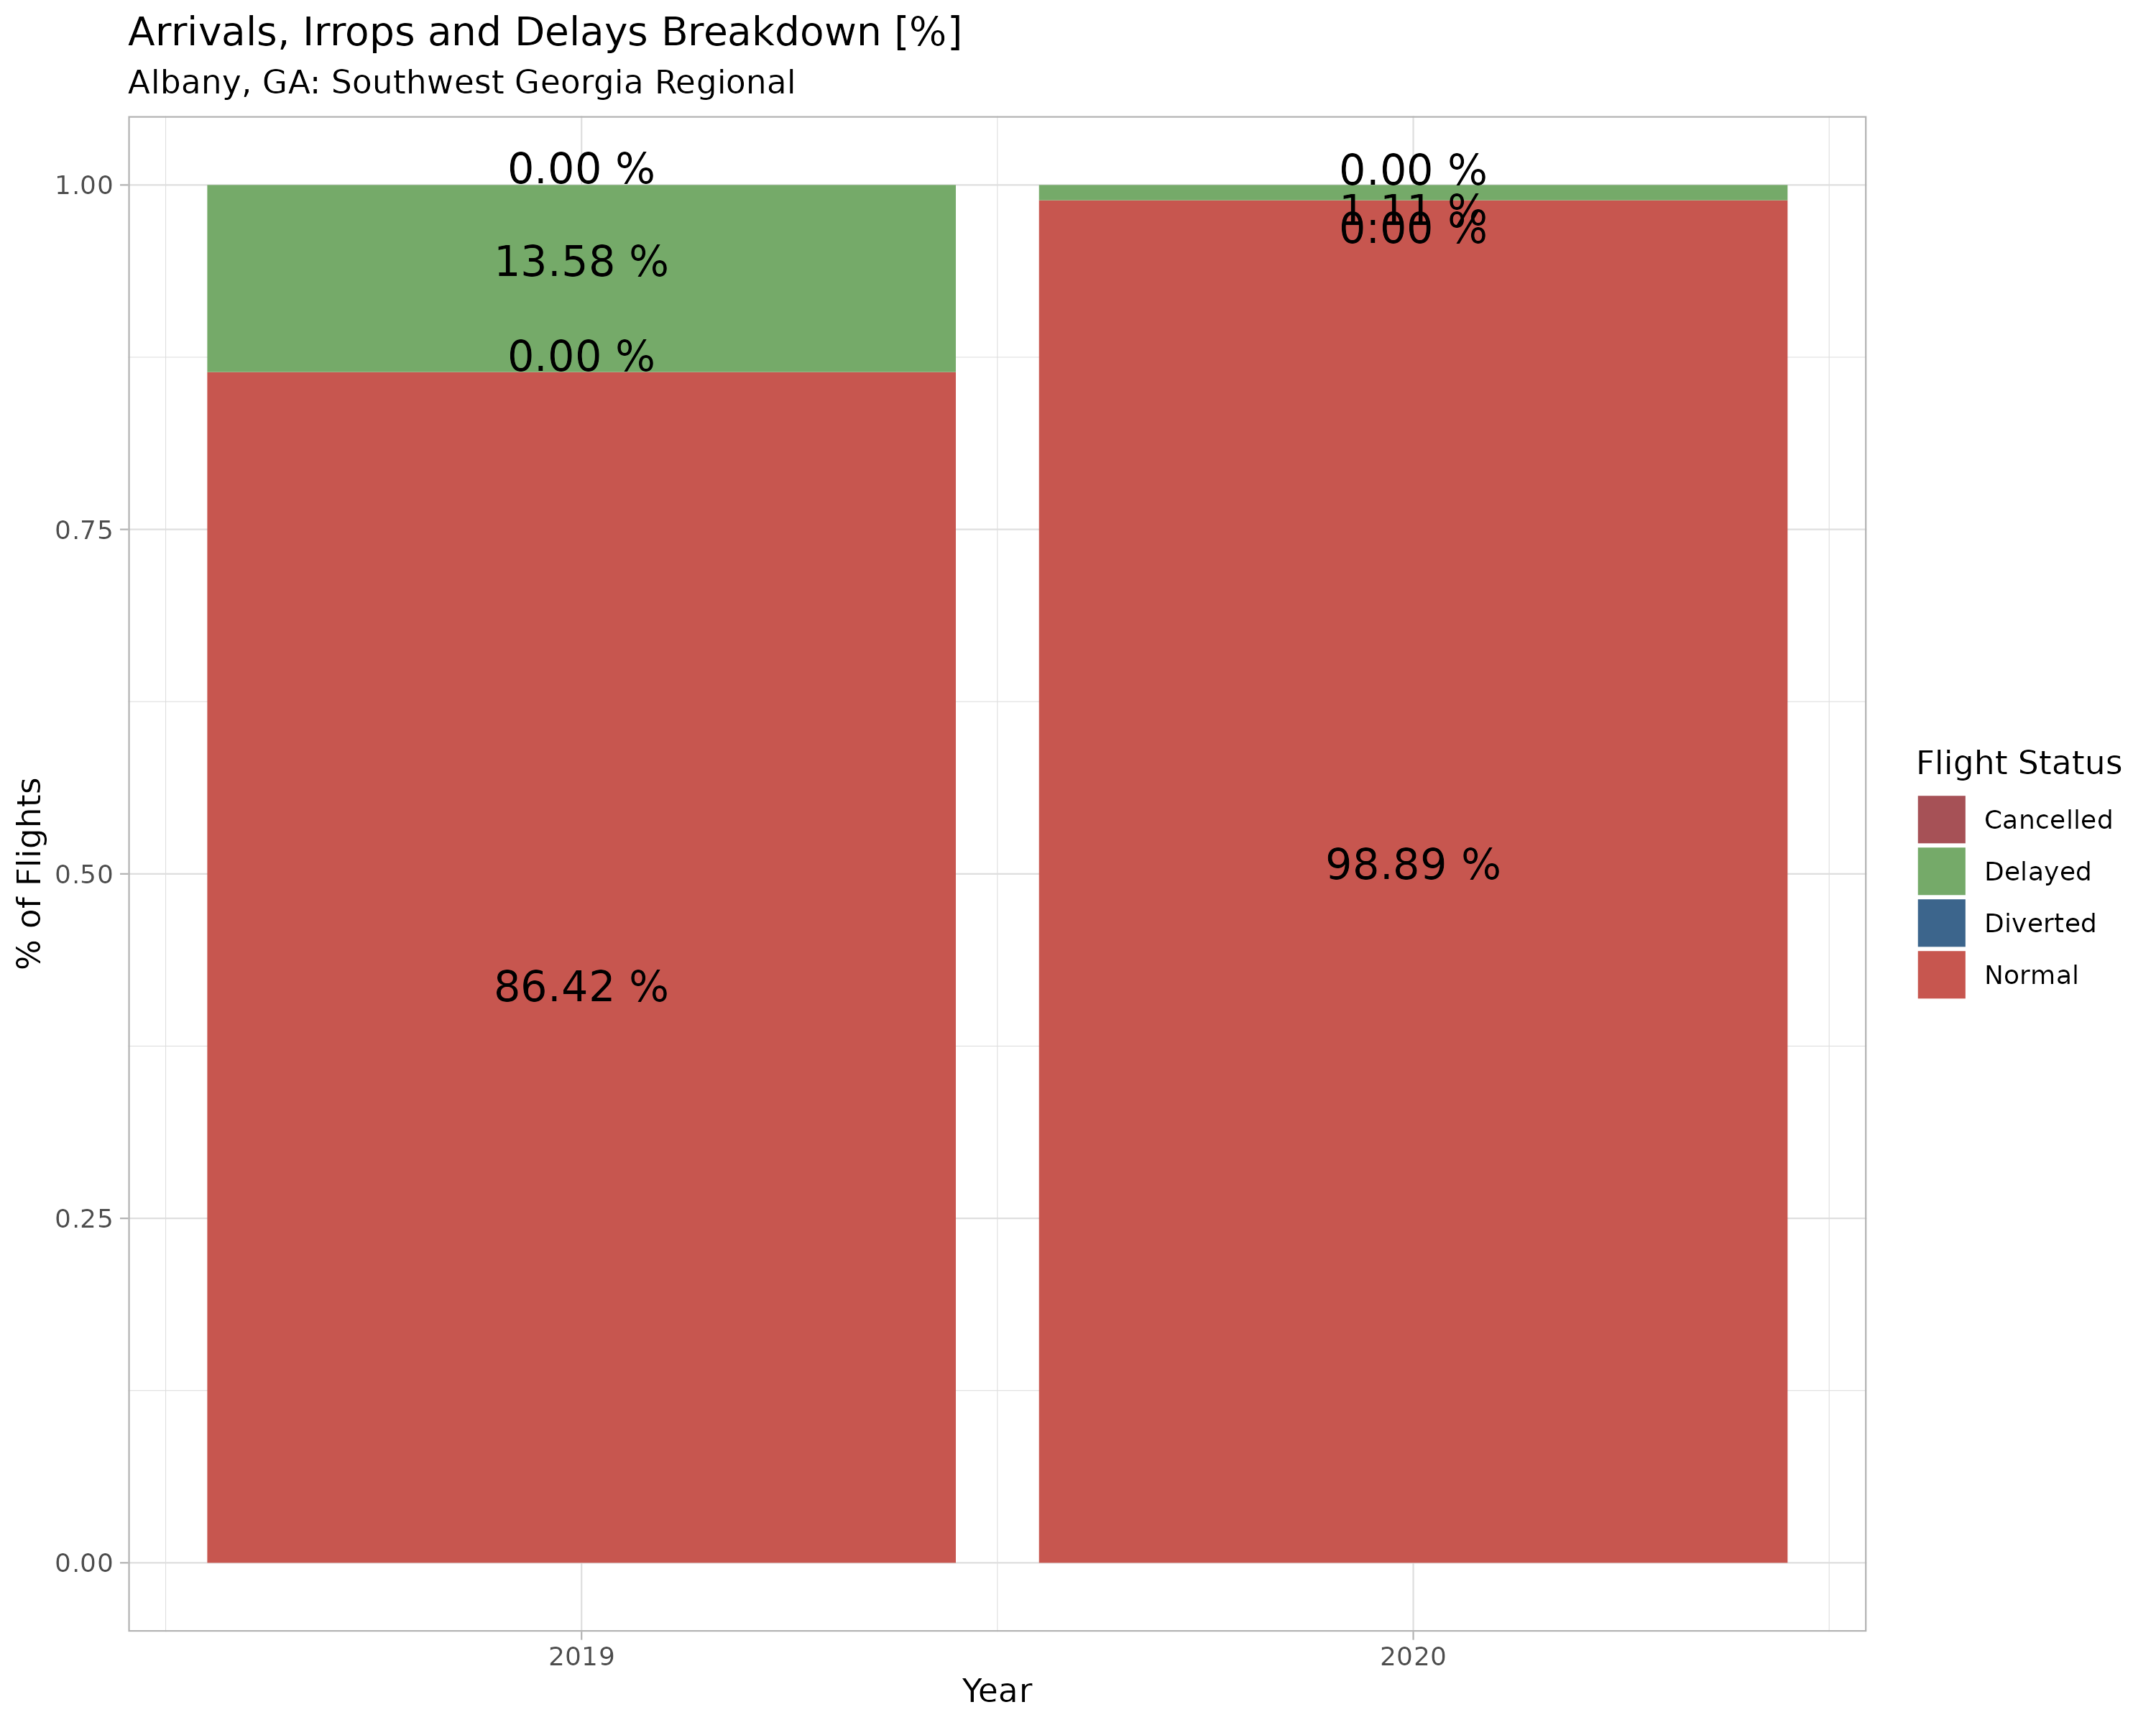 Arrivals, Irrops and Delays Breakdown [%]
Albany, GA: Southwest Georgia Regional
% of Flights
1.00
0.75
0.50
0.25
0.00
0.00 %
13.58 %
0.00 %
86.42 %
0.00 %
1.11 %
0.00 %
98.89 %
2019
2020
Year
Flight Status
Cancelled
Delayed
Diverted
Normal